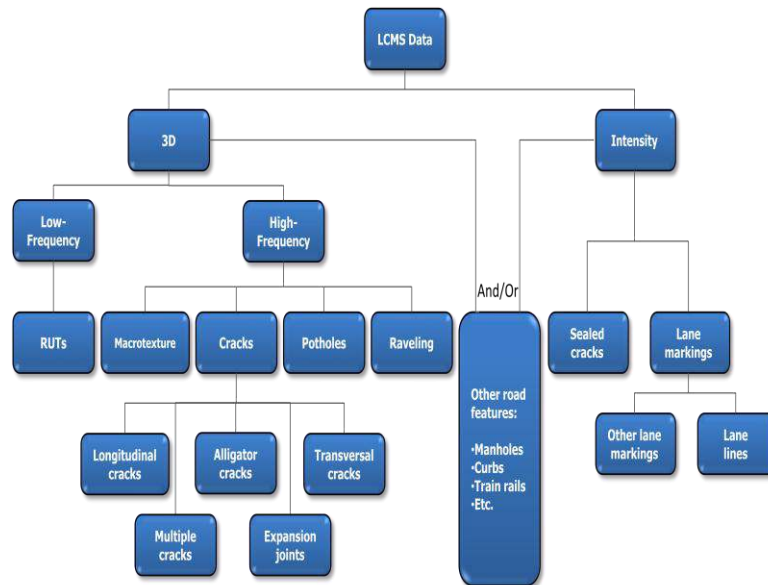 LCMS Data
3D
Intensity
Low-
Frequency
High-
Frequency
And/Or
RUTs
Macrotexture
Cracks
Potholes
Raveling
Other road
features:
•Manholes
•Curbs
•Train rails
•Etc.
Sealed
cracks
Lane
markings
Longitudinal
cracks
Alligator
cracks
Transversal
cracks
Other lane
markings
Lane
lines
Multiple
cracks
Expansion
joints